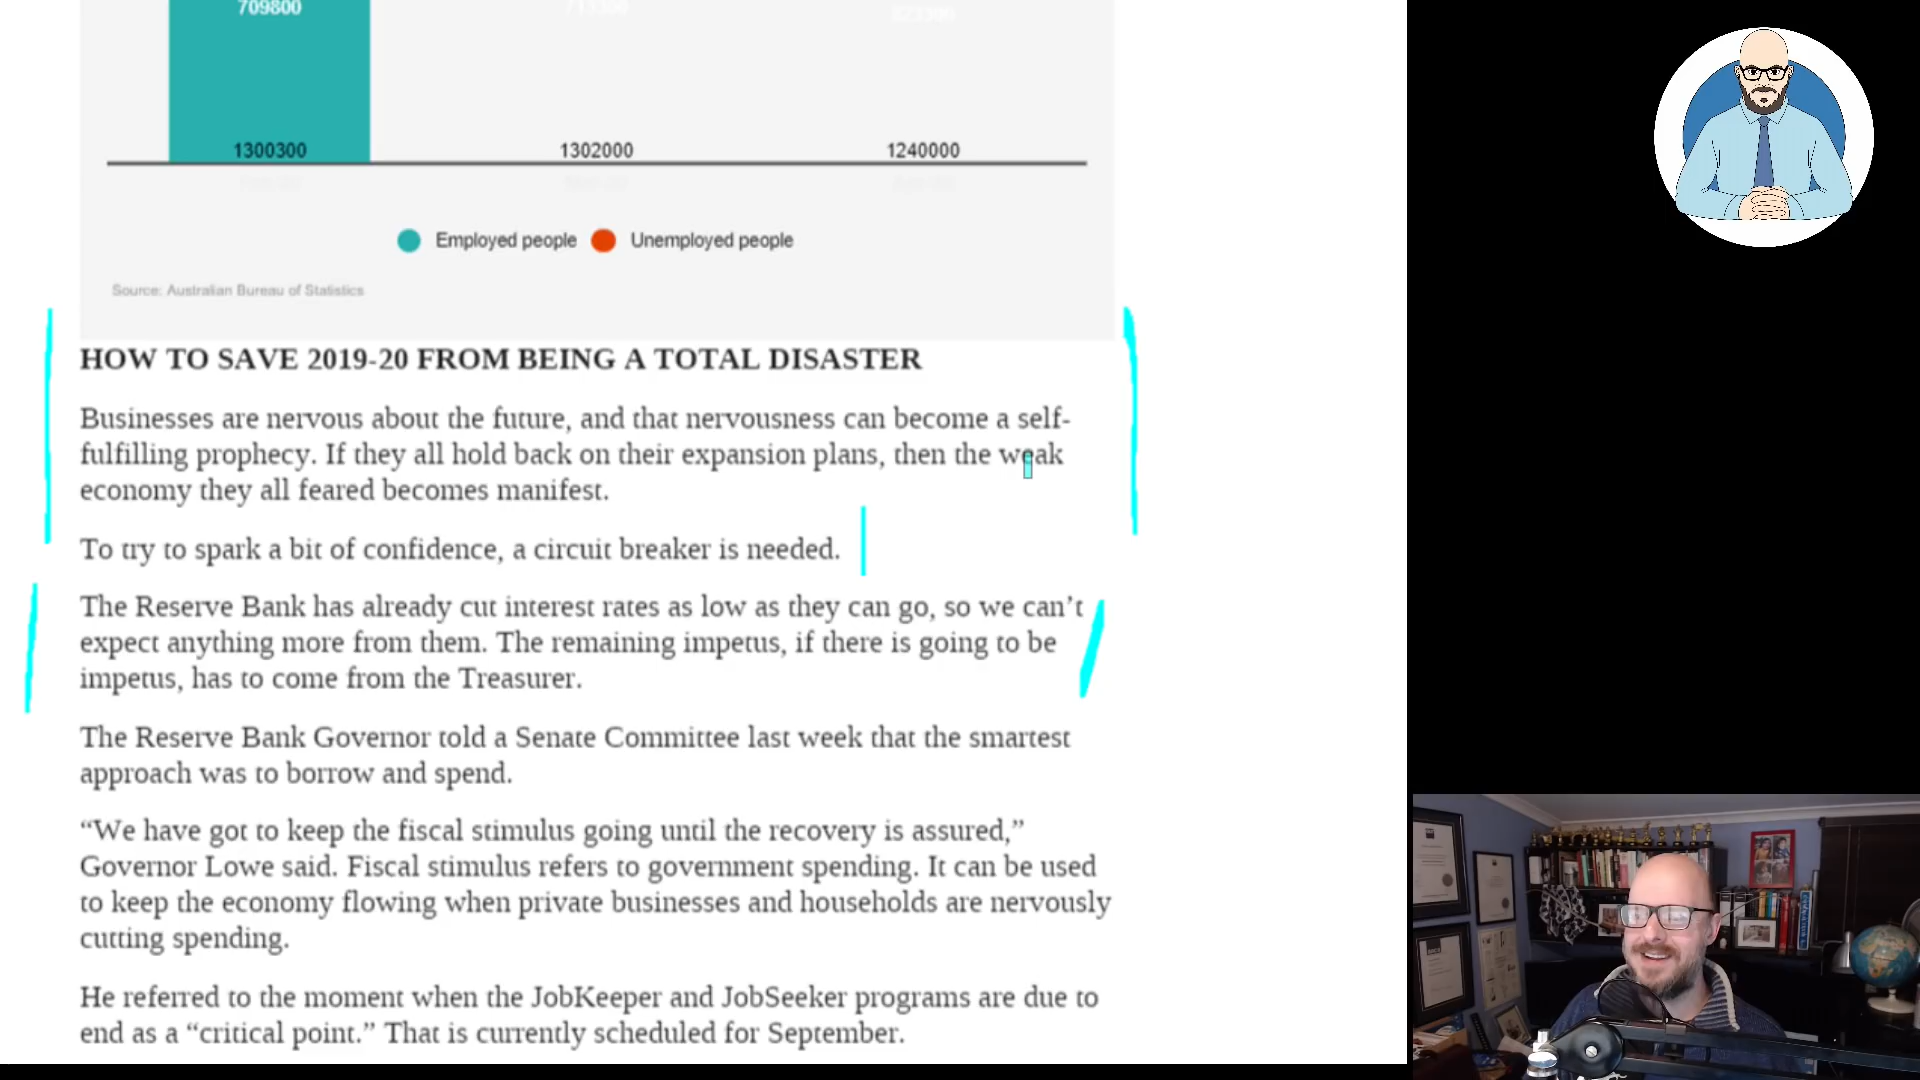 709800
713300
823300
1300300
1302000
1240000
Employed people
Unemployed people
Source: Australian Bureau of Statistics
HOW TO SAVE 2019-20 FROM BEING A TOTAL DISASTER
Businesses are nervous about the future, and that nervousness can become a self-
fulfilling prophecy. If they all hold back on their expansion plans, then the weak
economy they all feared becomes manifest.
To try to spark a bit of confidence, a circuit breaker is needed.
The Reserve Bank has already cut interest rates as low as they can go, so we can’t
expect anything more from them. The remaining impetus, if there is going to be
impetus, has to come from the Treasurer.
The Reserve Bank Governor told a Senate Committee last week that the smartest
approach was to borrow and spend.
“We have got to keep the fiscal stimulus going until the recovery is assured,”
Governor Lowe said. Fiscal stimulus refers to government spending. It can be used
to keep the economy flowing when private businesses and households are nervously
cutting spending.
He referred to the moment when the JobKeeper and JobSeeker programs are due to
end as a “critical point.” That is currently scheduled for September.